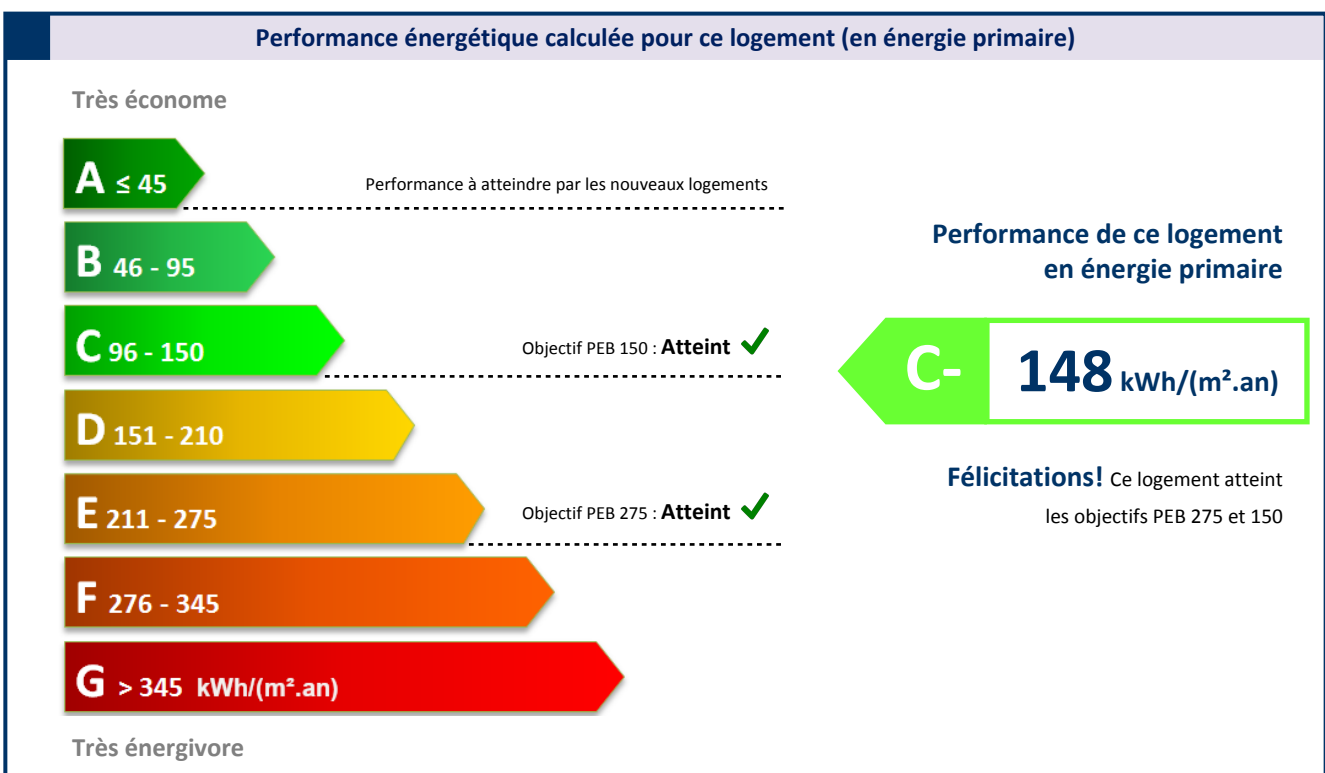 Performance énergétique calculée pour ce logement (en énergie primaire)
Très économe
A ≤ 45
Performance à atteindre par les nouveaux logements
B 46 - 95
C 96 - 150
Objectif PEB 150 : Atteint
D 151 - 210
E 211 - 275
Objectif PEB 275 : Atteint
F 276 - 345
G > 345 kWh/(m².an)
Très énergivore
Performance de ce logement
en énergie primaire
C- 148 kWh/(m².an)
Félicitations! Ce logement atteint
les objectifs PEB 275 et 150